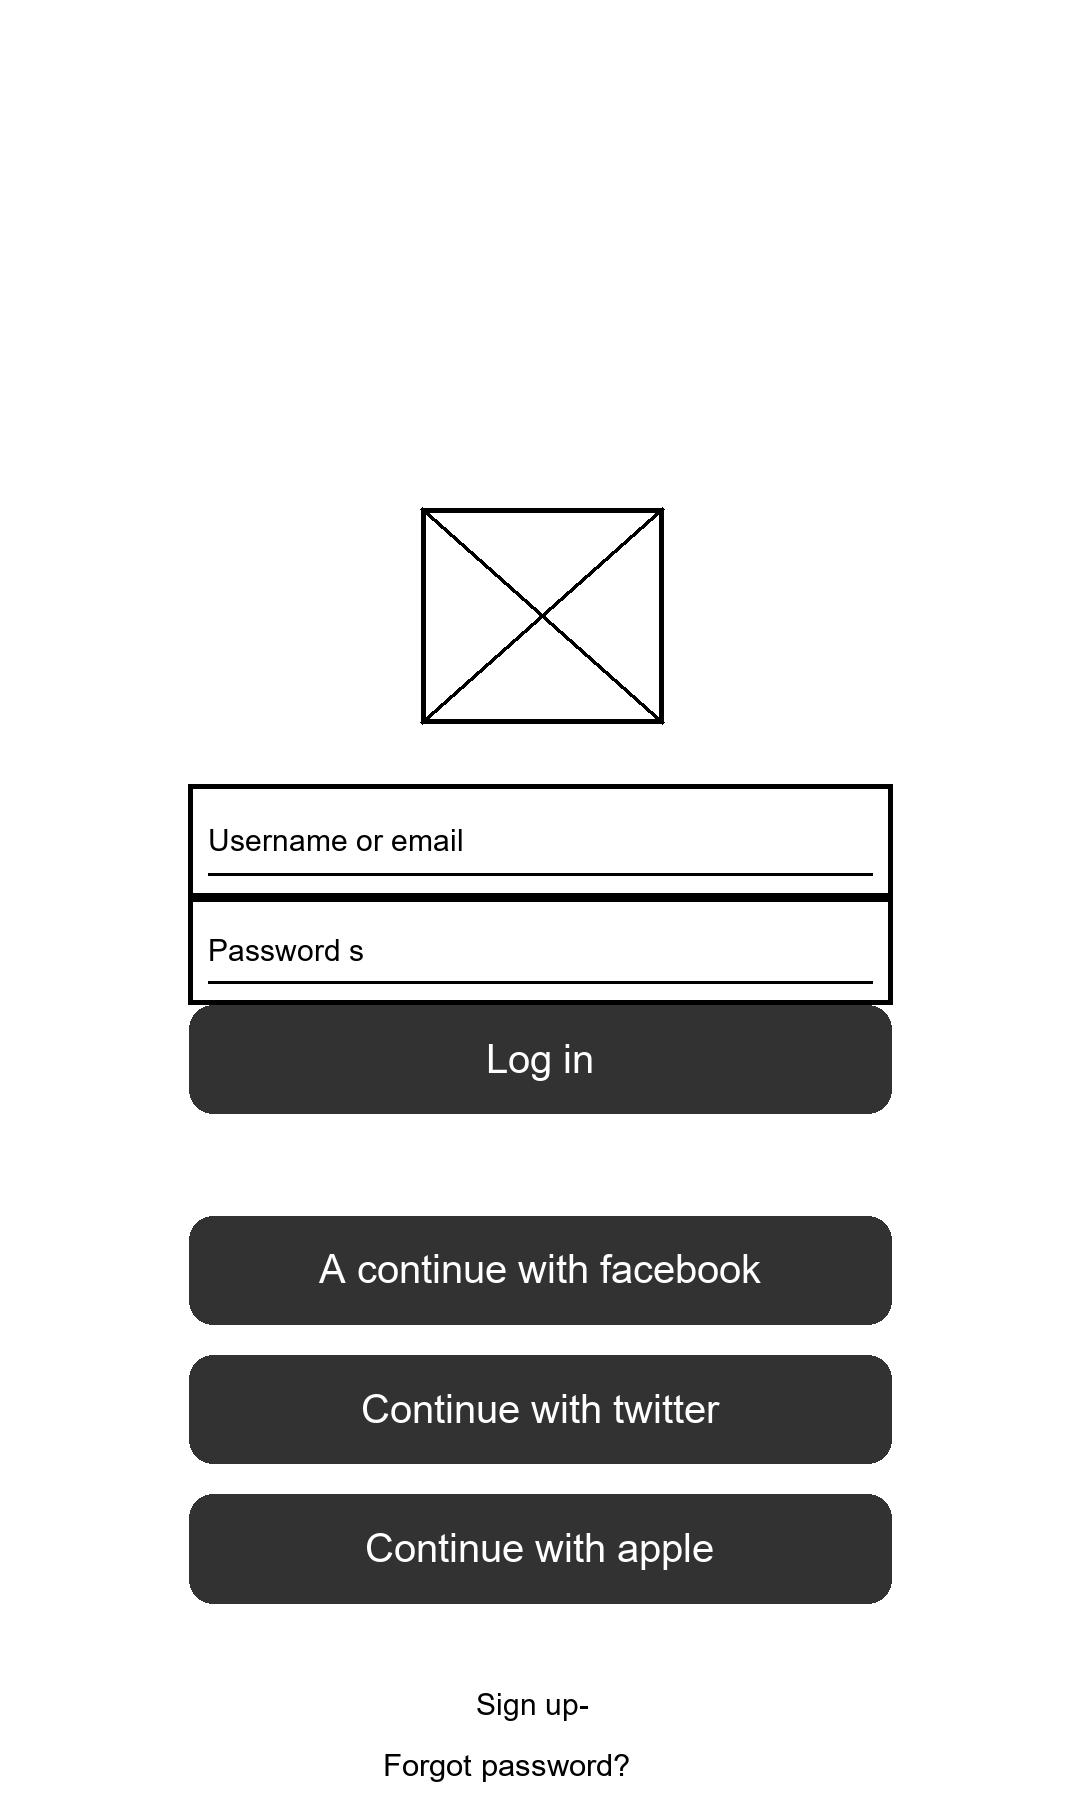 Username or email
Password s
Log in
A continue with facebook
Continue with twitter
Continue with apple
Sign up-
Forgot password?